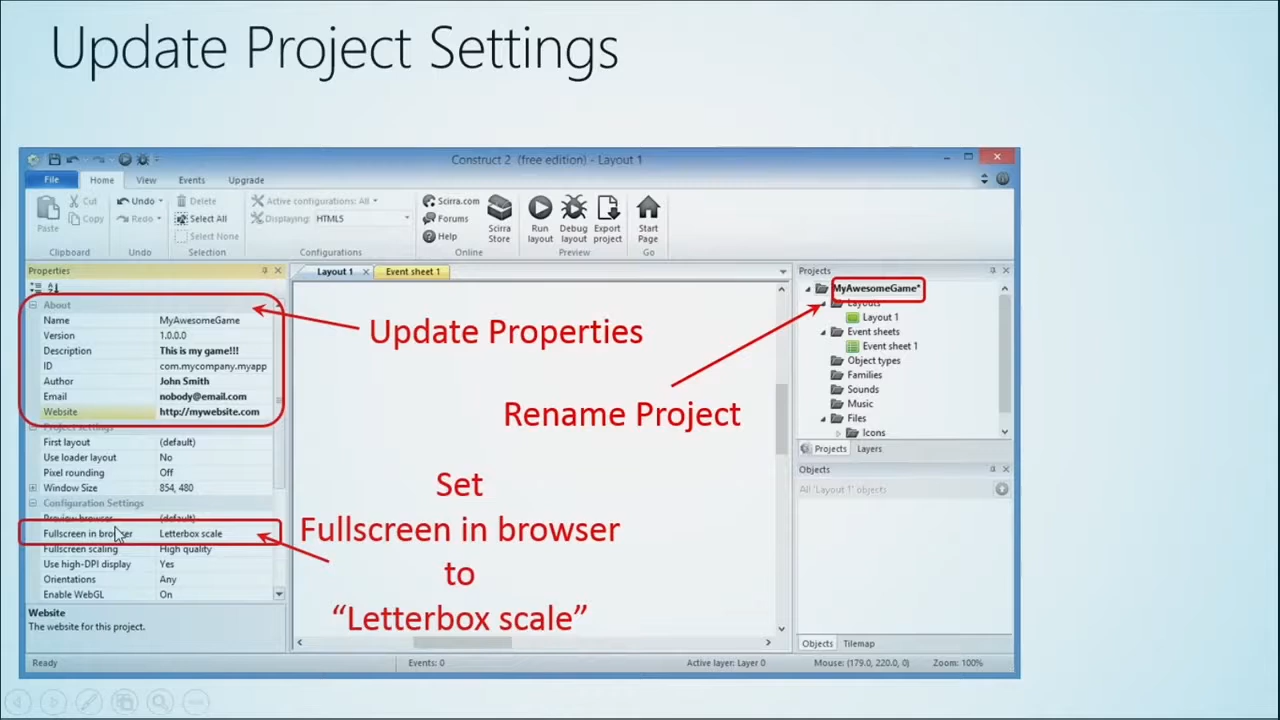 Update Project Settings
Construct 2 (free edition) - Layout 1
File Home View Events Upgrade
Paste
Cut
Copy
Clipboard
Undo
Redo
Undo
Delete
Select All
Select None
Selection
Active configurations: All
Displaying: HTML5
Configurations
Scirra.com
Forums
Help
Scirra Store
Online
Run layout
Debug layout
Export project
Preview
Start Page
Go
Properties
About
Name MyAwesomeGame
Version 1.0.0.0
Description This is my game!!!
ID com.mycompany.myapp
Author John Smith
Email nobody@email.com
Website http://mywebsite.com
Project settings
First layout (default)
Use loader layout No
Pixel rounding Off
Window Size 854, 480
Configuration Settings
Preview browser (default)
Fullscreen in browser Letterbox scale
Fullscreen scaling High quality
Use high-DPI display Yes
Orientations Any
Enable WebGL On
Website
The website for this project.
Layout 1
Event sheet 1
Update Properties
Rename Project
Set
Fullscreen in browser
to
“Letterbox scale”
Projects
MyAwesomeGame*
Layouts
Layout 1
Event sheets
Event sheet 1
Object types
Families
Sounds
Music
Files
Icons
Projects Layers
Objects
All 'Layout 1' objects
Objects Tilemap
Ready Events: 0 Active layer: Layer 0 Mouse: (179.0, 220.0, 0) Zoom: 100%